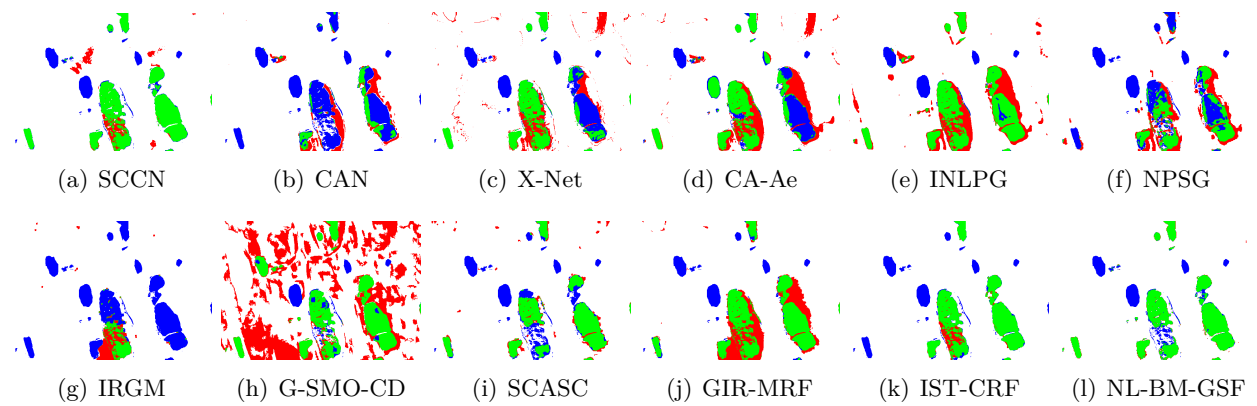 (a) SCCN (b) CAN (c) X-Net (d) CA-Ae (e) INLPG (f) NPSG
(g) IRGM (h) G-SMO-CD (i) SCASC (j) GIR-MRF (k) IST-CRF (l) NL-BM-GSF